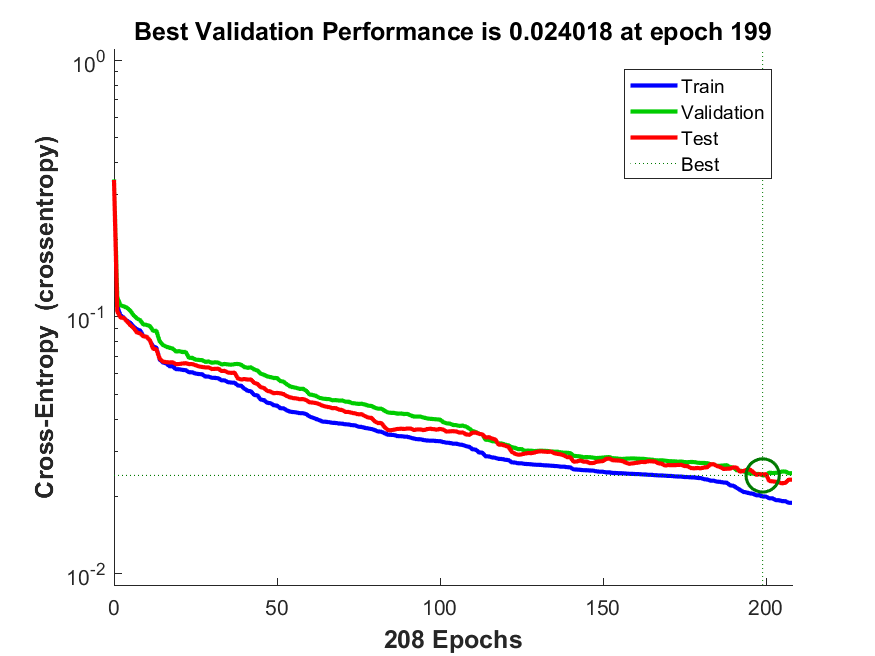 Best Validation Performance is 0.024018 at epoch 199
10^0
10^-1
10^-2
Cross-Entropy (crossentropy)
Train
Validation
Test
Best
0 50 100 150 200
208 Epochs